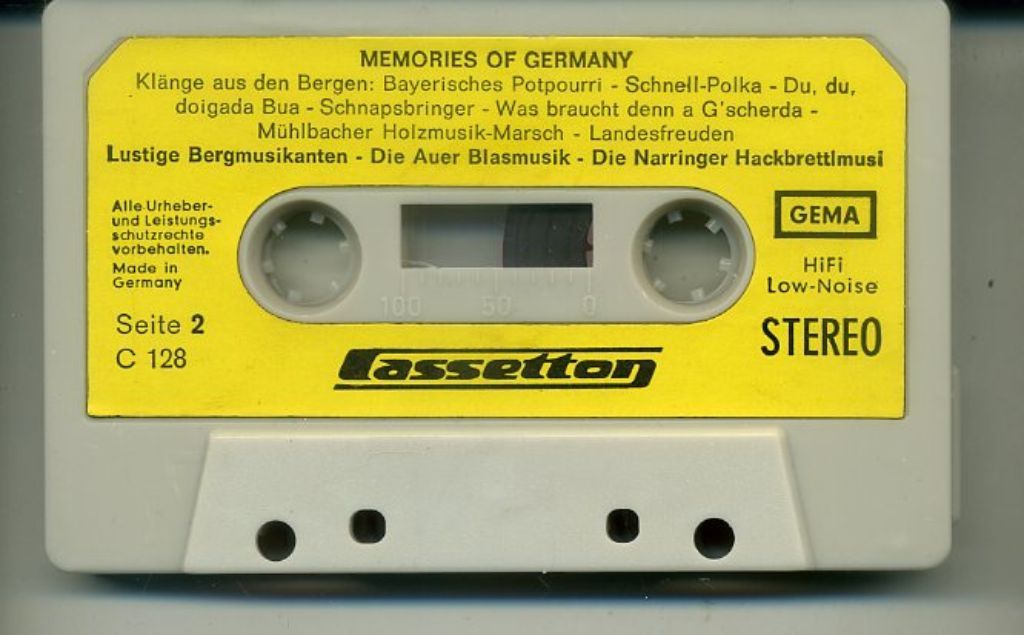 MEMORIES OF GERMANY
Klänge aus den Bergen: Bayerisches Potpourri - Schnell-Polka - Du, du,
doigada Bua - Schnapsbringer - Was braucht denn a G'scherda -
Mühlbacher Holzmusik-Marsch - Landesfreuden
Lustige Bergmusikanten - Die Auer Blasmusik - Die Narringer Hackbrettlmusi
Alle Urheber-
und Leistungs-
schutzrechte
vorbehalten.
Made in
Germany
GEMA
HiFi
Low-Noise
100 50 0
Seite 2
C 128
STEREO
Cassetton